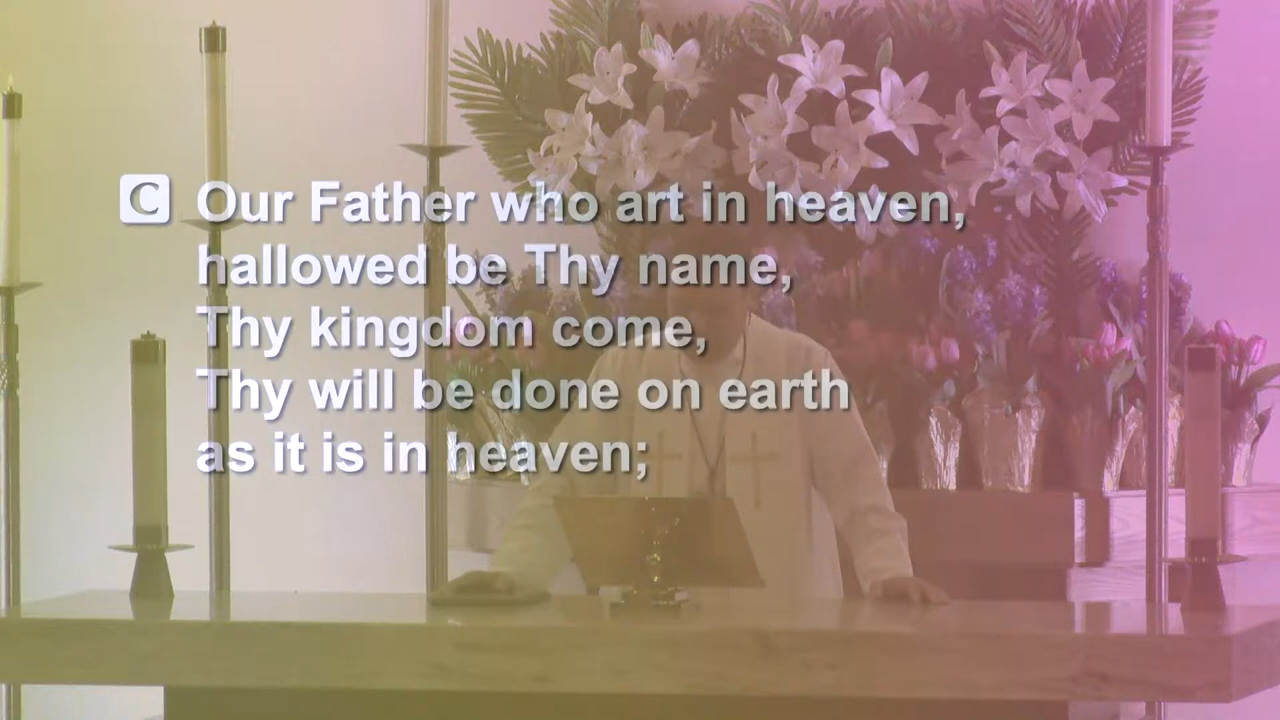 C Our Father who art in heaven,
hallowed be Thy name,
Thy kingdom come,
Thy will be done on earth
as it is in heaven;